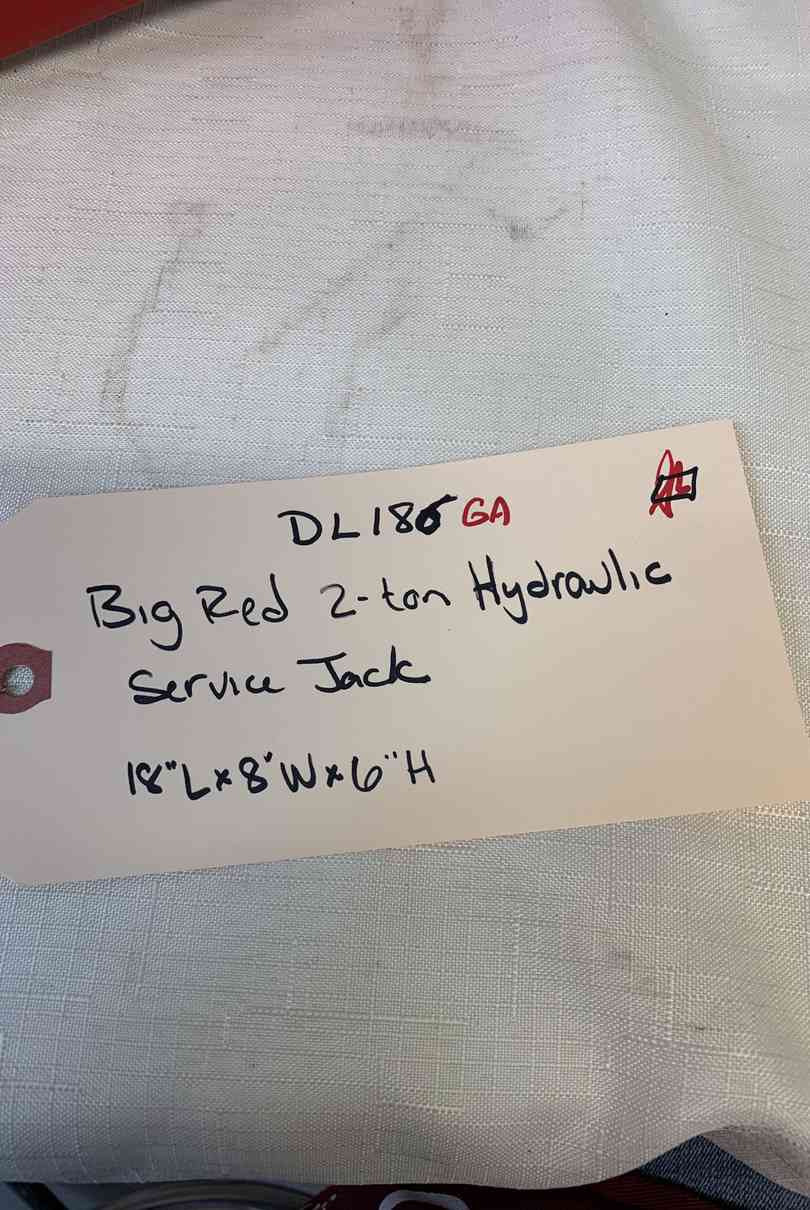 DL186 GA
Big Red 2-ton Hydraulic
Service Jack
18"L x 8"W x 6"H